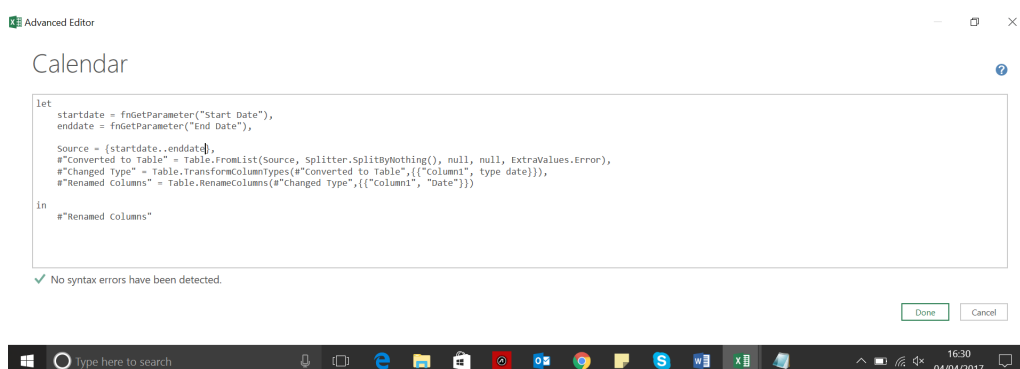 Advanced Editor
Calendar
let
startdate = fnGetParameter("Start Date"),
enddate = fnGetParameter("End Date"),
Source = {startdate..enddate},
#"Converted to Table" = Table.FromList(Source, Splitter.SplitByNothing(), null, null, ExtraValues.Error),
#"Changed Type" = Table.TransformColumnTypes(#"Converted to Table",{{"Column1", type date}}),
#"Renamed Columns" = Table.RenameColumns(#"Changed Type",{{"Column1", "Date"}})
in
#"Renamed Columns"
No syntax errors have been detected.
Done Cancel
Type here to search
16:30
04/04/2017